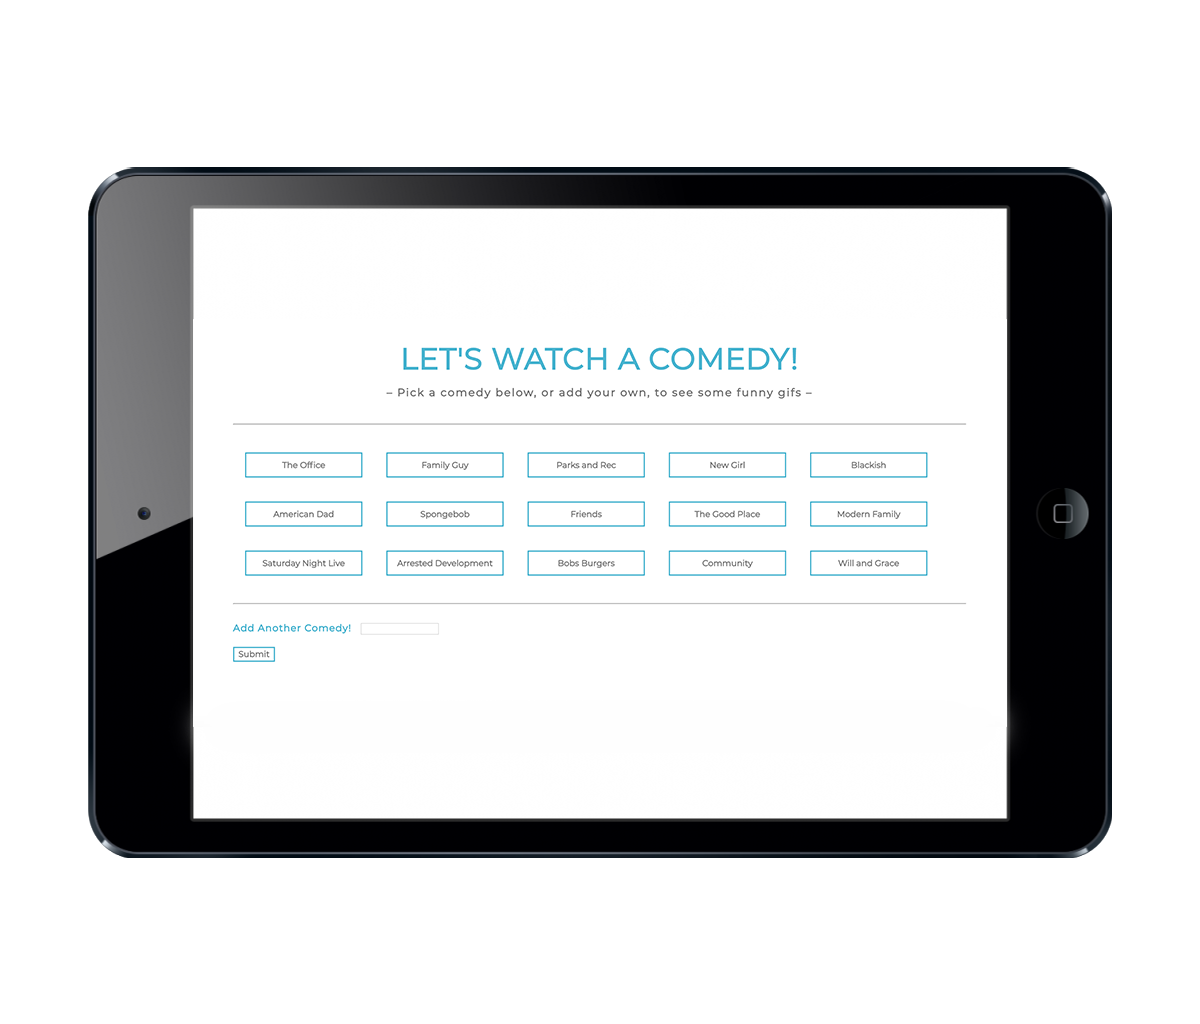 LET'S WATCH A COMEDY!
– Pick a comedy below, or add your own, to see some funny gifs –
The Office Family Guy Parks and Rec New Girl Blackish
American Dad Spongebob Friends The Good Place Modern Family
Saturday Night Live Arrested Development Bobs Burgers Community Will and Grace
Add Another Comedy!
Submit